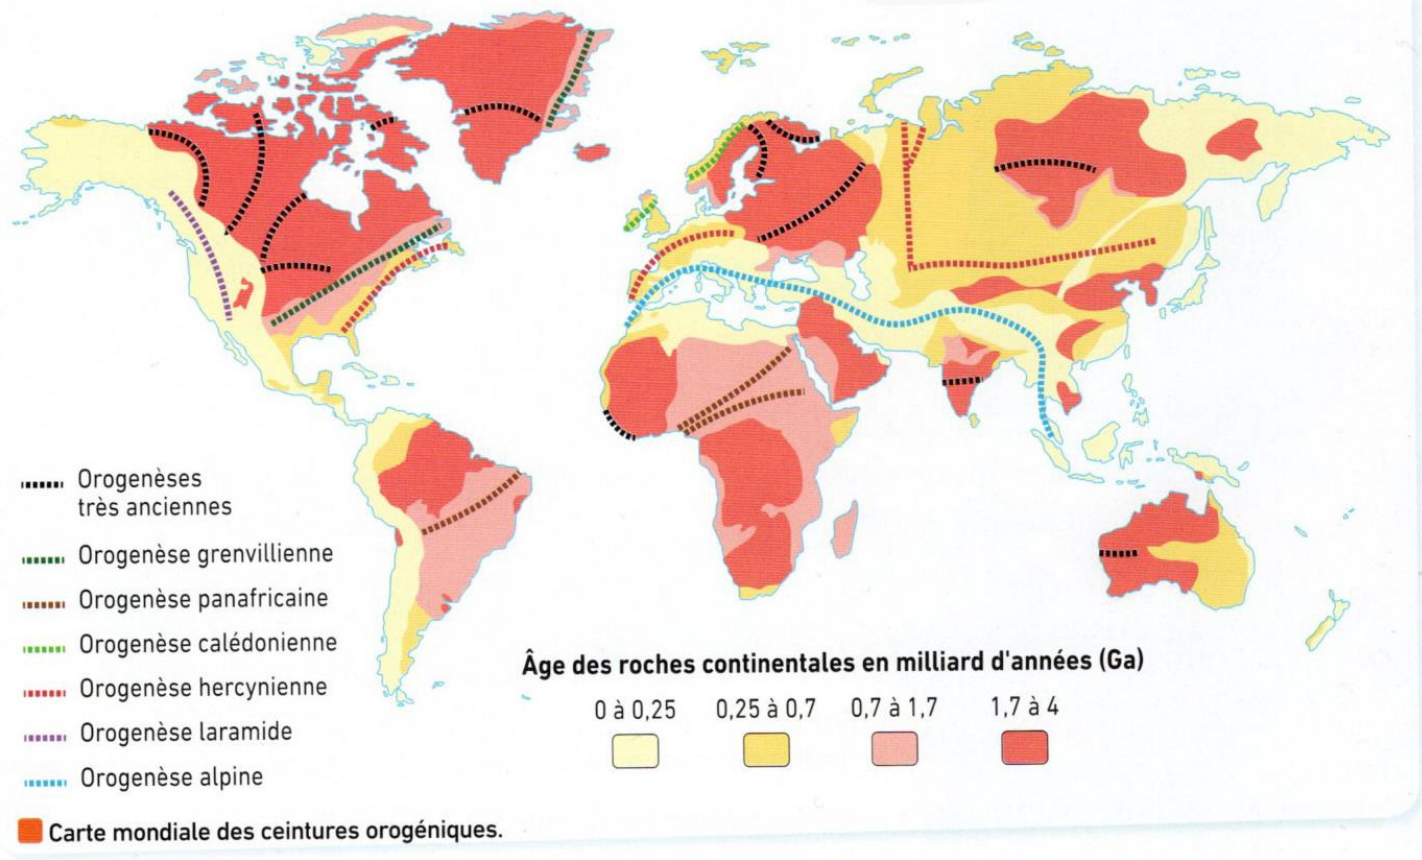 Orogenèses
très anciennes
Orogenèse grenvillienne
Orogenèse panafricaine
Orogenèse calédonienne
Orogenèse hercynienne
Orogenèse laramide
Orogenèse alpine
Âge des roches continentales en milliard d'années (Ga)
0 à 0,25 0,25 à 0,7 0,7 à 1,7 1,7 à 4
Carte mondiale des ceintures orogéniques.